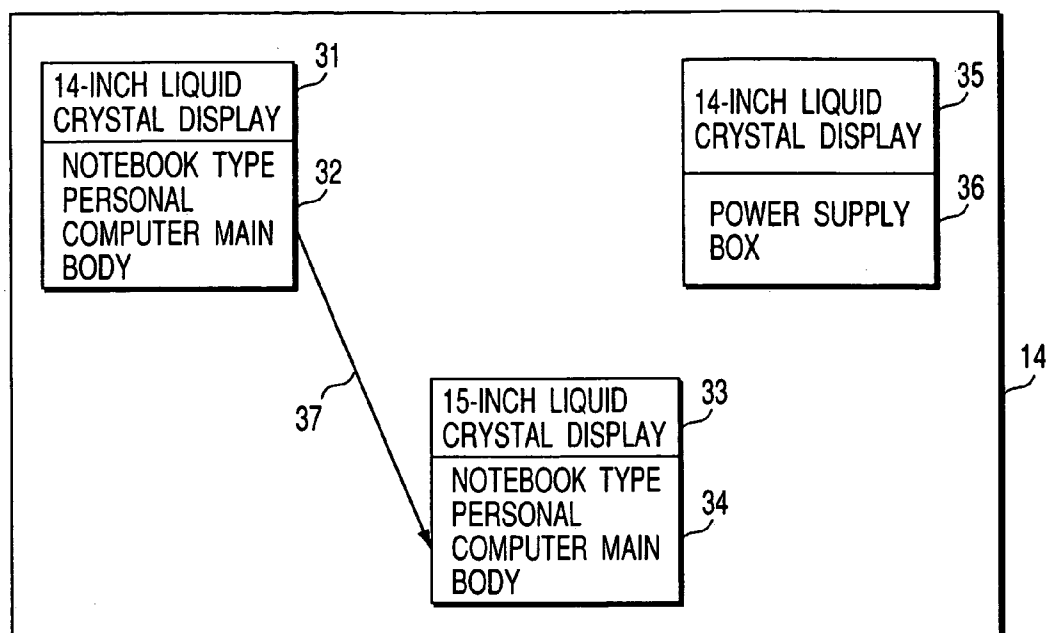 14-INCH LIQUID
CRYSTAL DISPLAY
31
NOTEBOOK TYPE
PERSONAL
COMPUTER MAIN
BODY
32
14-INCH LIQUID
CRYSTAL DISPLAY
35
POWER SUPPLY
BOX
36
14
37
15-INCH LIQUID
CRYSTAL DISPLAY
33
NOTEBOOK TYPE
PERSONAL
COMPUTER MAIN
BODY
34